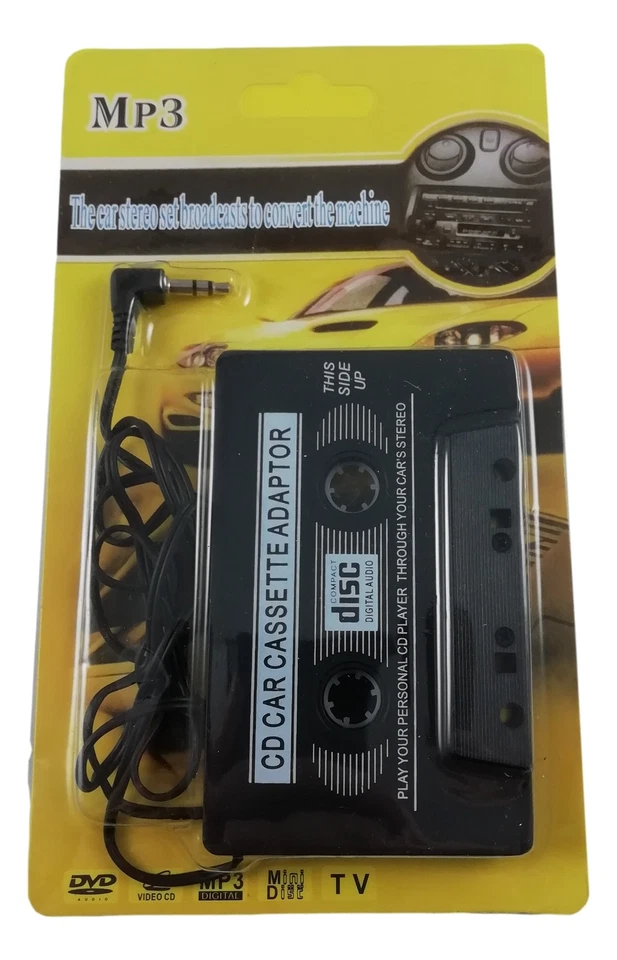 MP3
The car stereo set broadcasts to convert the machine
THIS
SIDE
UP
CD CAR CASSETTE ADAPTOR
COMPACT
disc
DIGITAL AUDIO
PLAY YOUR PERSONAL CD PLAYER THROUGH YOUR CAR'S STEREO
DVD
AUDIO
VIDEO CD
MP3
DIGITAL
Mini
Disc
TV